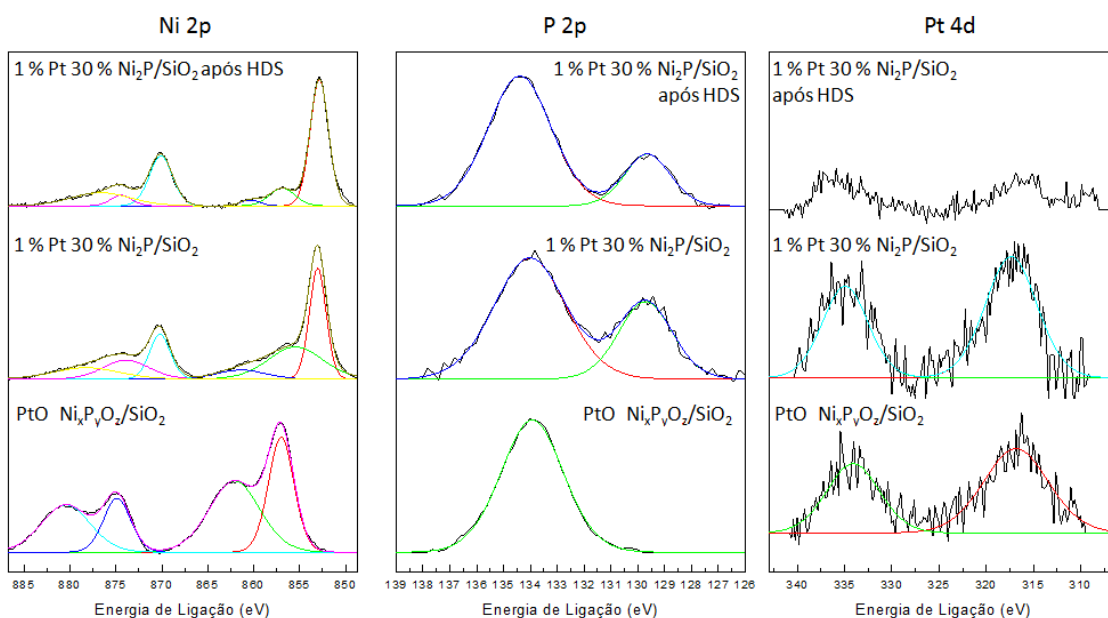 Ni 2p
P 2p
Pt 4d
1 % Pt 30 % Ni₂P/SiO₂ após HDS
1 % Pt 30 % Ni₂P/SiO₂
PtO NiₓPᵧO₂/SiO₂
885 880 875 870 865 860 855 850
Energia de Ligação (eV)
1 % Pt 30 % Ni₂P/SiO₂
após HDS
1 % Pt 30 % Ni₂P/SiO₂
PtO NiₓPᵧO₂/SiO₂
139 138 137 136 135 134 133 132 131 130 129 128 127 126
Energia de Ligação (eV)
1 % Pt 30 % Ni₂P/SiO₂
após HDS
1 % Pt 30 % Ni₂P/SiO₂
PtO NiₓPᵧO₂/SiO₂
340 335 330 325 320 315 310
Energia de Ligação (eV)